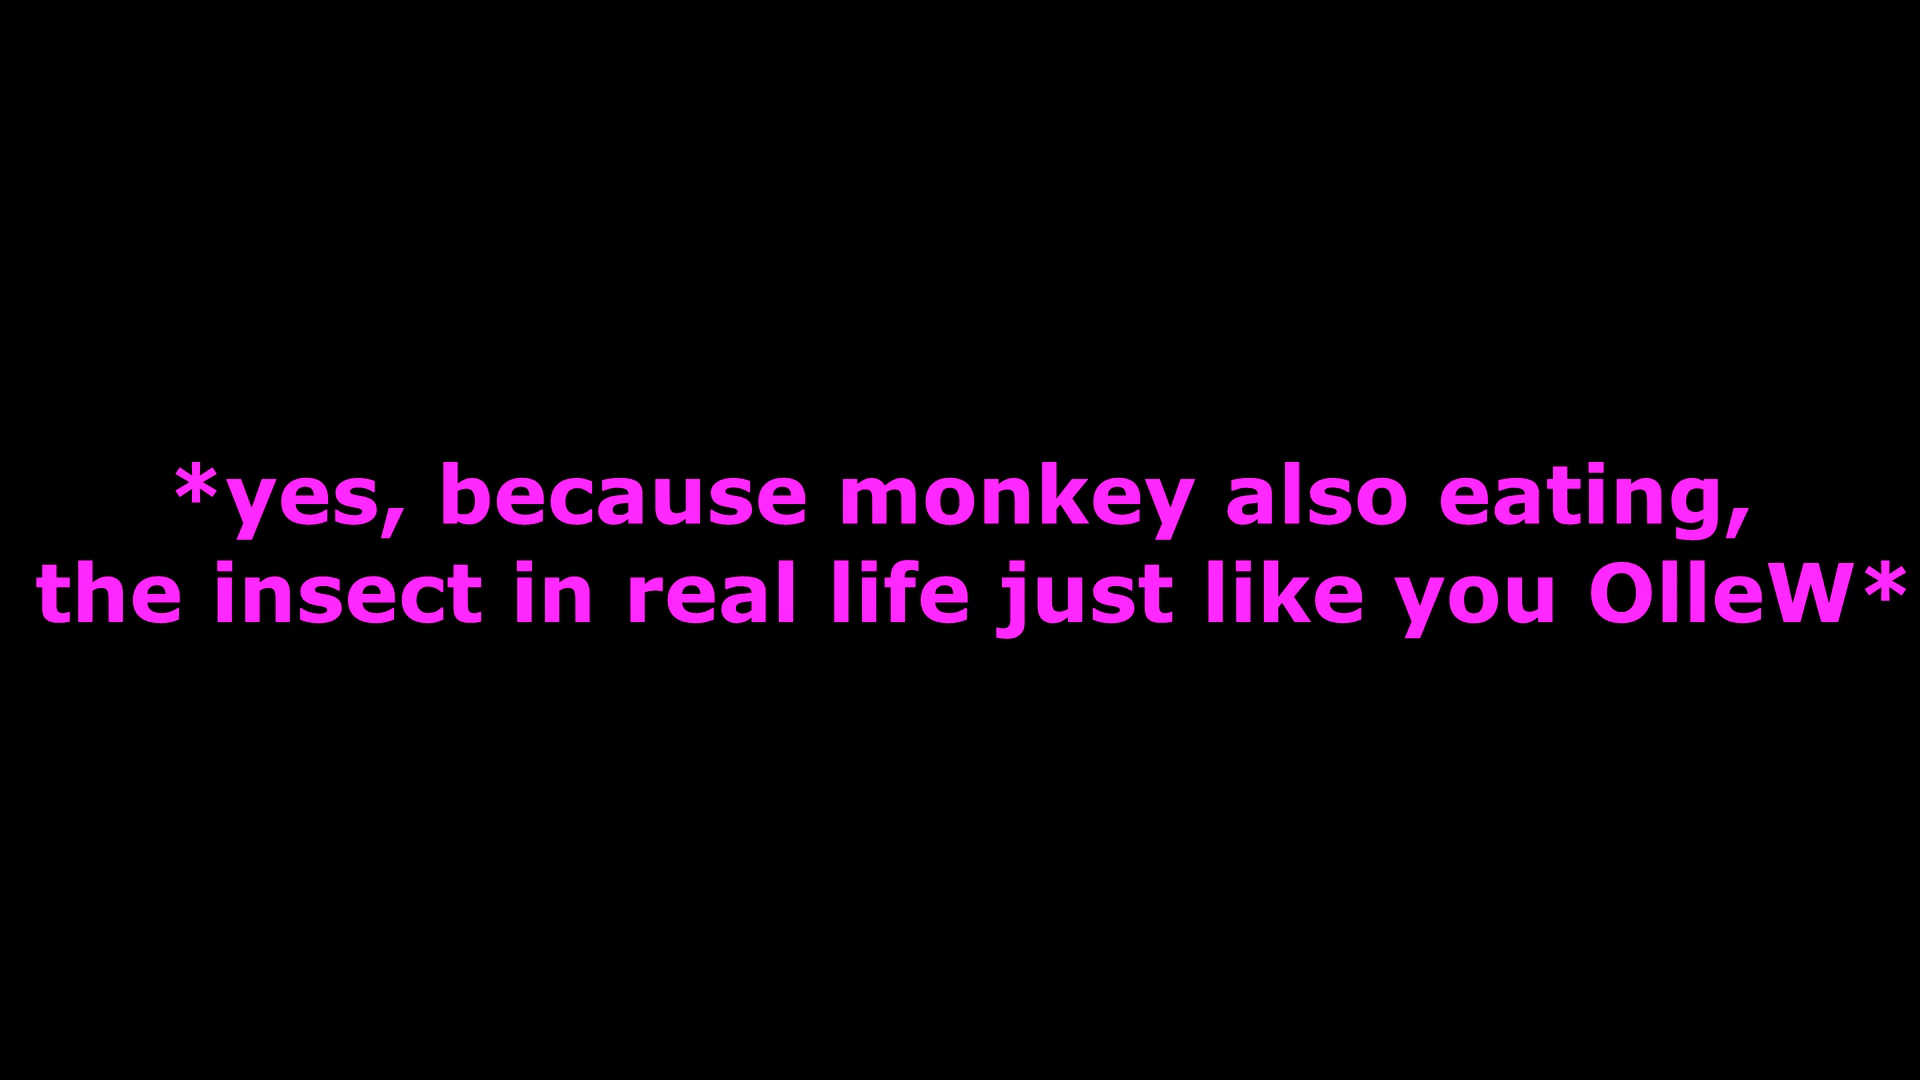 *yes, because monkey also eating,
the insect in real life just like you OlleW*